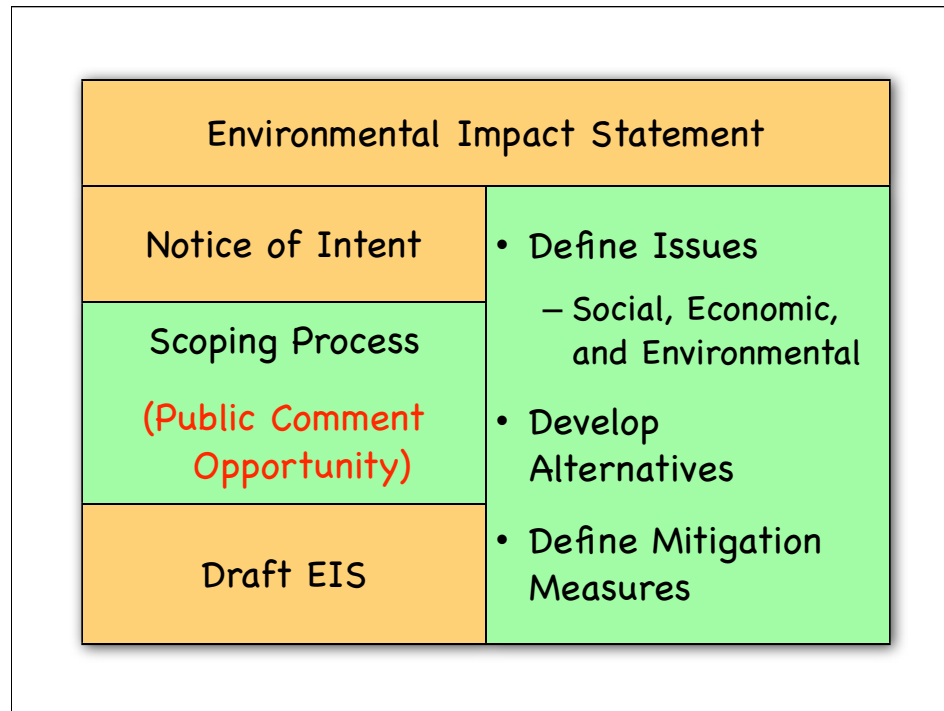 Environmental Impact Statement
Notice of Intent
Scoping Process
(Public Comment
Opportunity)
Draft EIS
• Define Issues
– Social, Economic,
and Environmental
• Develop
Alternatives
• Define Mitigation
Measures